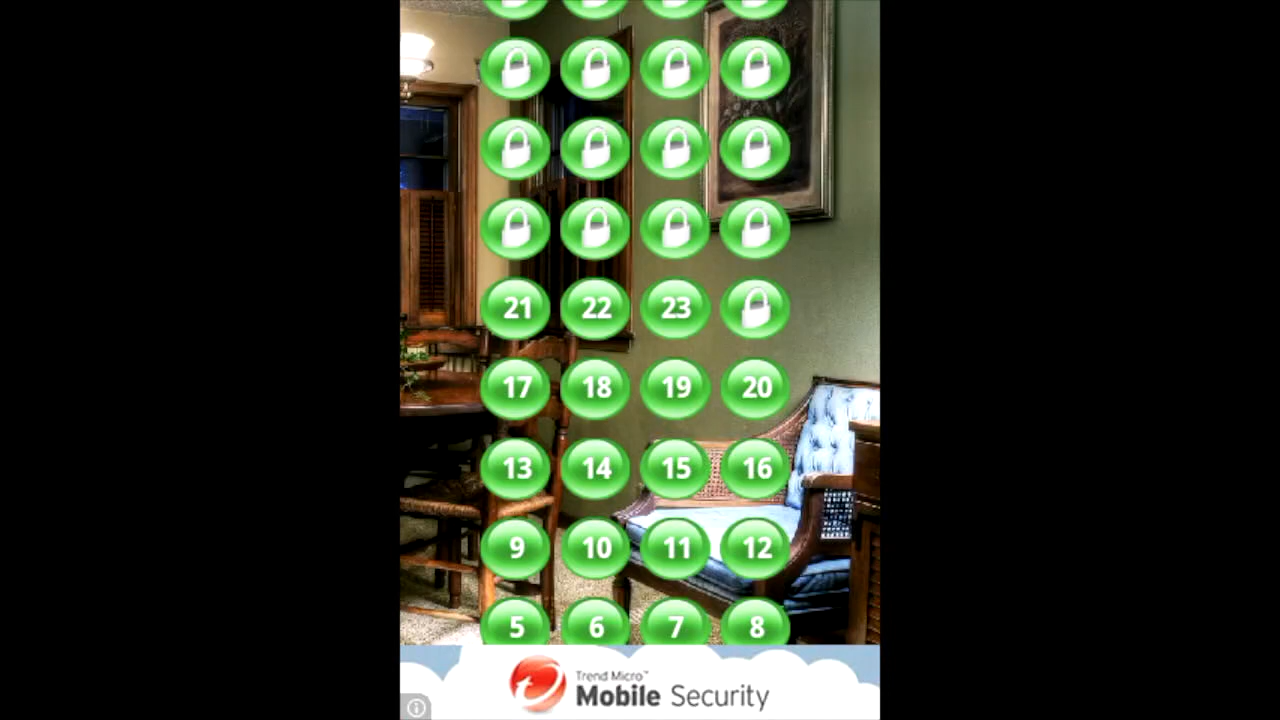 21 22 23
17 18 19 20
13 14 15 16
9 10 11 12
5 6 7 8
Trend Micro™
Mobile Security